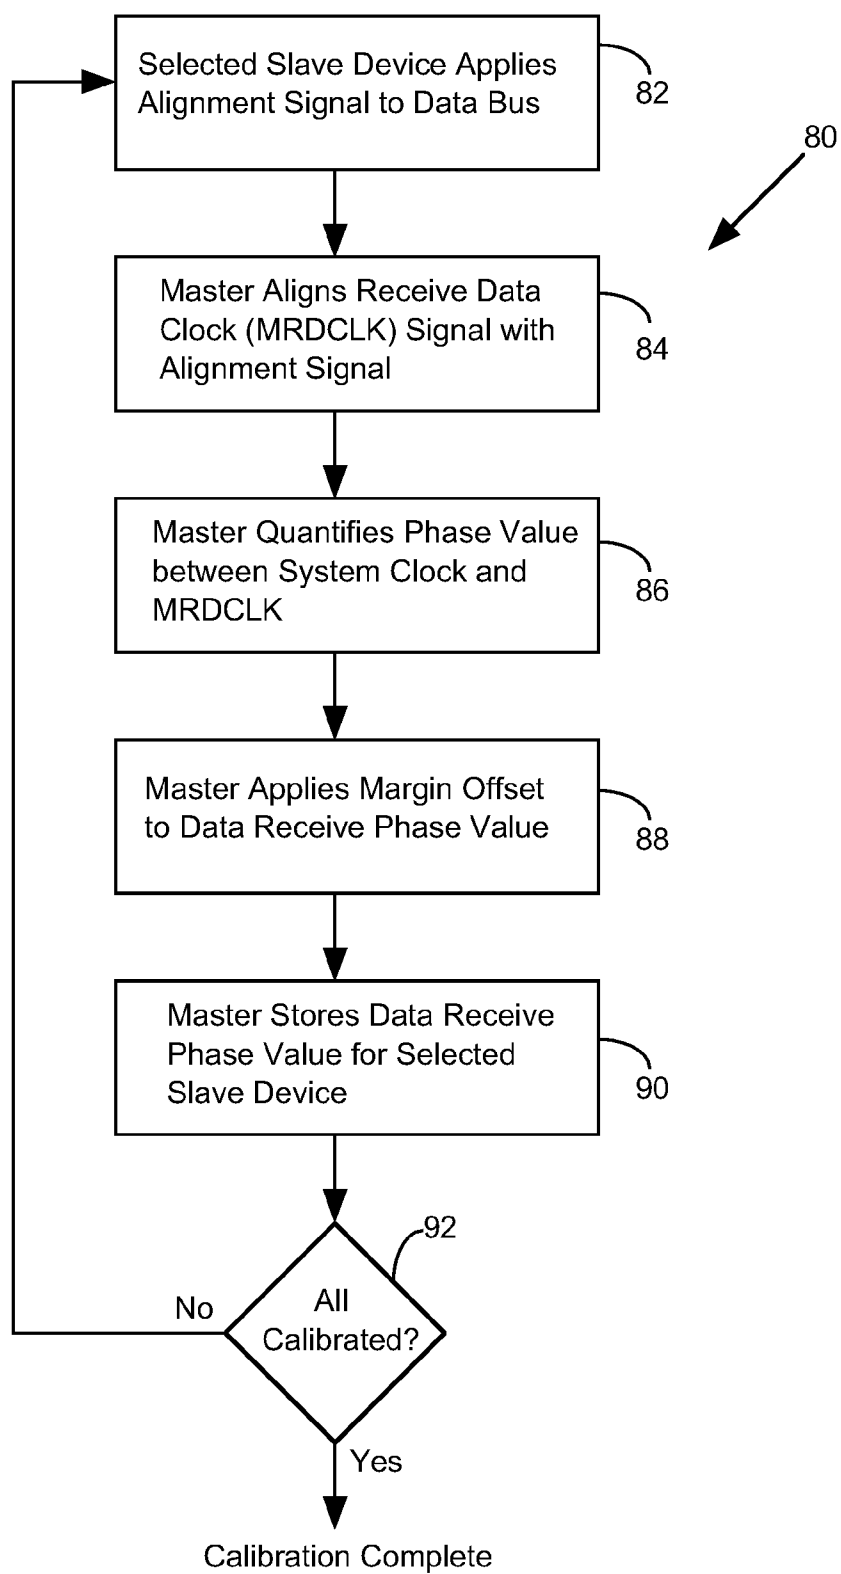 Selected Slave Device Applies
Alignment Signal to Data Bus
82
80
Master Aligns Receive Data
Clock (MRDCLK) Signal with
Alignment Signal
84
Master Quantifies Phase Value
between System Clock and
MRDCLK
86
Master Applies Margin Offset
to Data Receive Phase Value
88
Master Stores Data Receive
Phase Value for Selected
Slave Device
90
92
All
Calibrated?
No
Yes
Calibration Complete